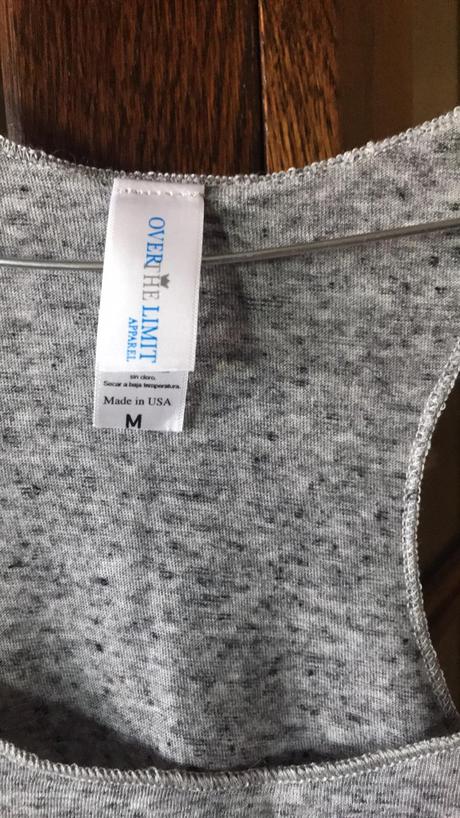 OVER THE LIMIT
APPAREL
sin cloro.
Secar a baja temperatura.
Made in USA
M